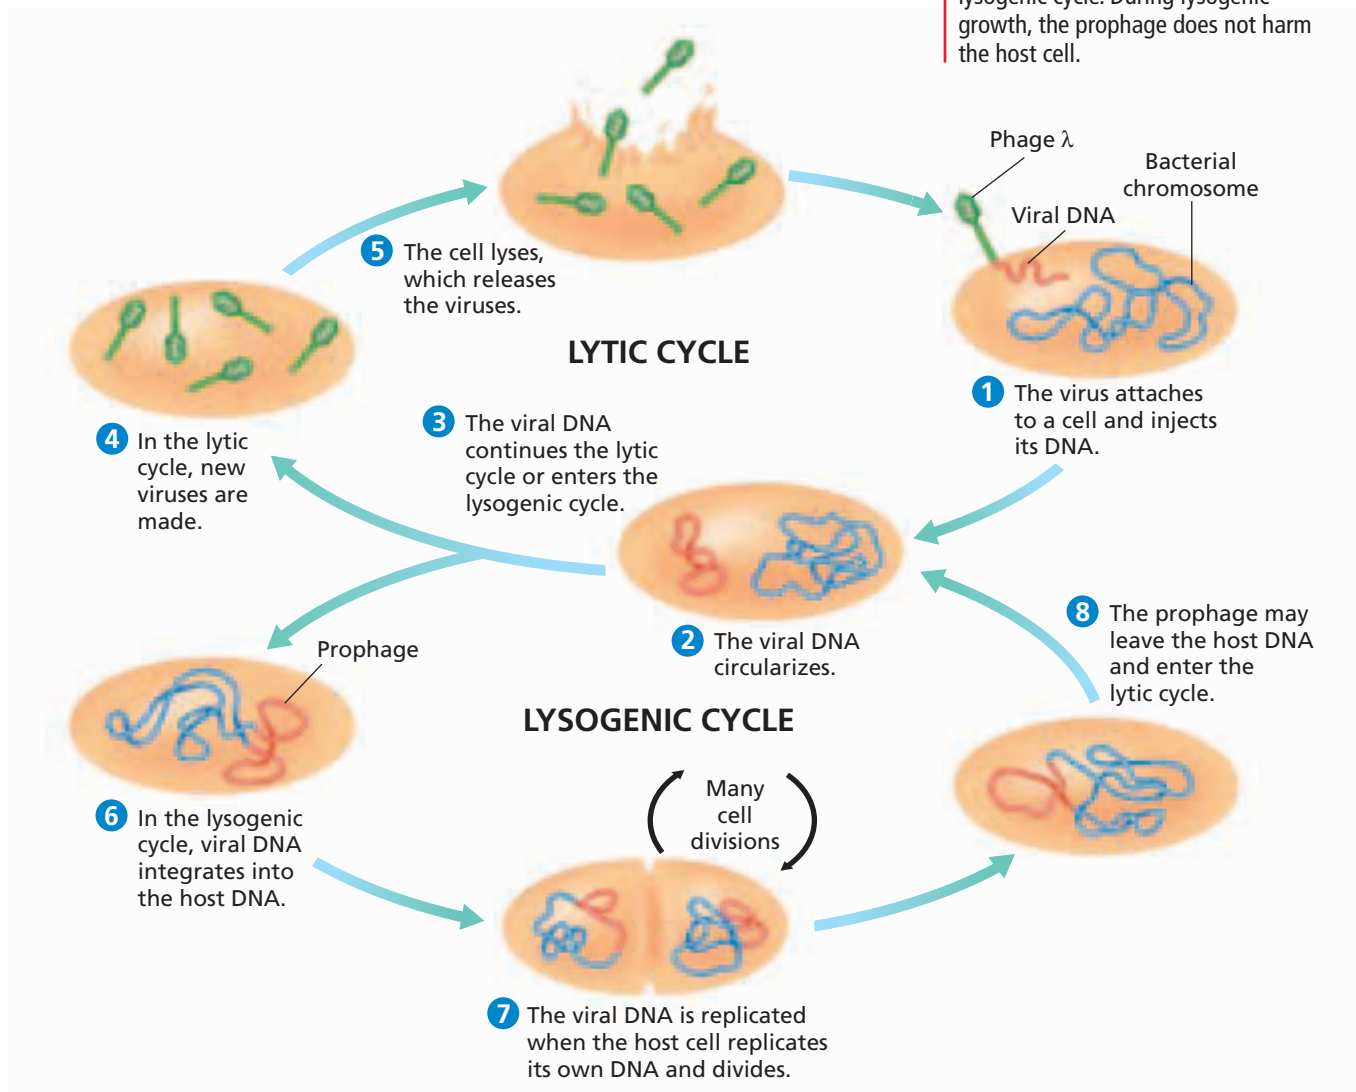 lysogenic cycle. During lysogenic
growth, the prophage does not harm
the host cell.
Phage λ
Bacterial
chromosome
Viral DNA
5 The cell lyses,
which releases
the viruses.
LYTIC CYCLE
1 The virus attaches
to a cell and injects
its DNA.
3 The viral DNA
continues the lytic
cycle or enters the
lysogenic cycle.
4 In the lytic
cycle, new
viruses are
made.
2 The viral DNA
circularizes.
8 The prophage may
leave the host DNA
and enter the
lytic cycle.
Prophage
LYSOGENIC CYCLE
Many
cell
divisions
6 In the lysogenic
cycle, viral DNA
integrates into
the host DNA.
7 The viral DNA is replicated
when the host cell replicates
its own DNA and divides.